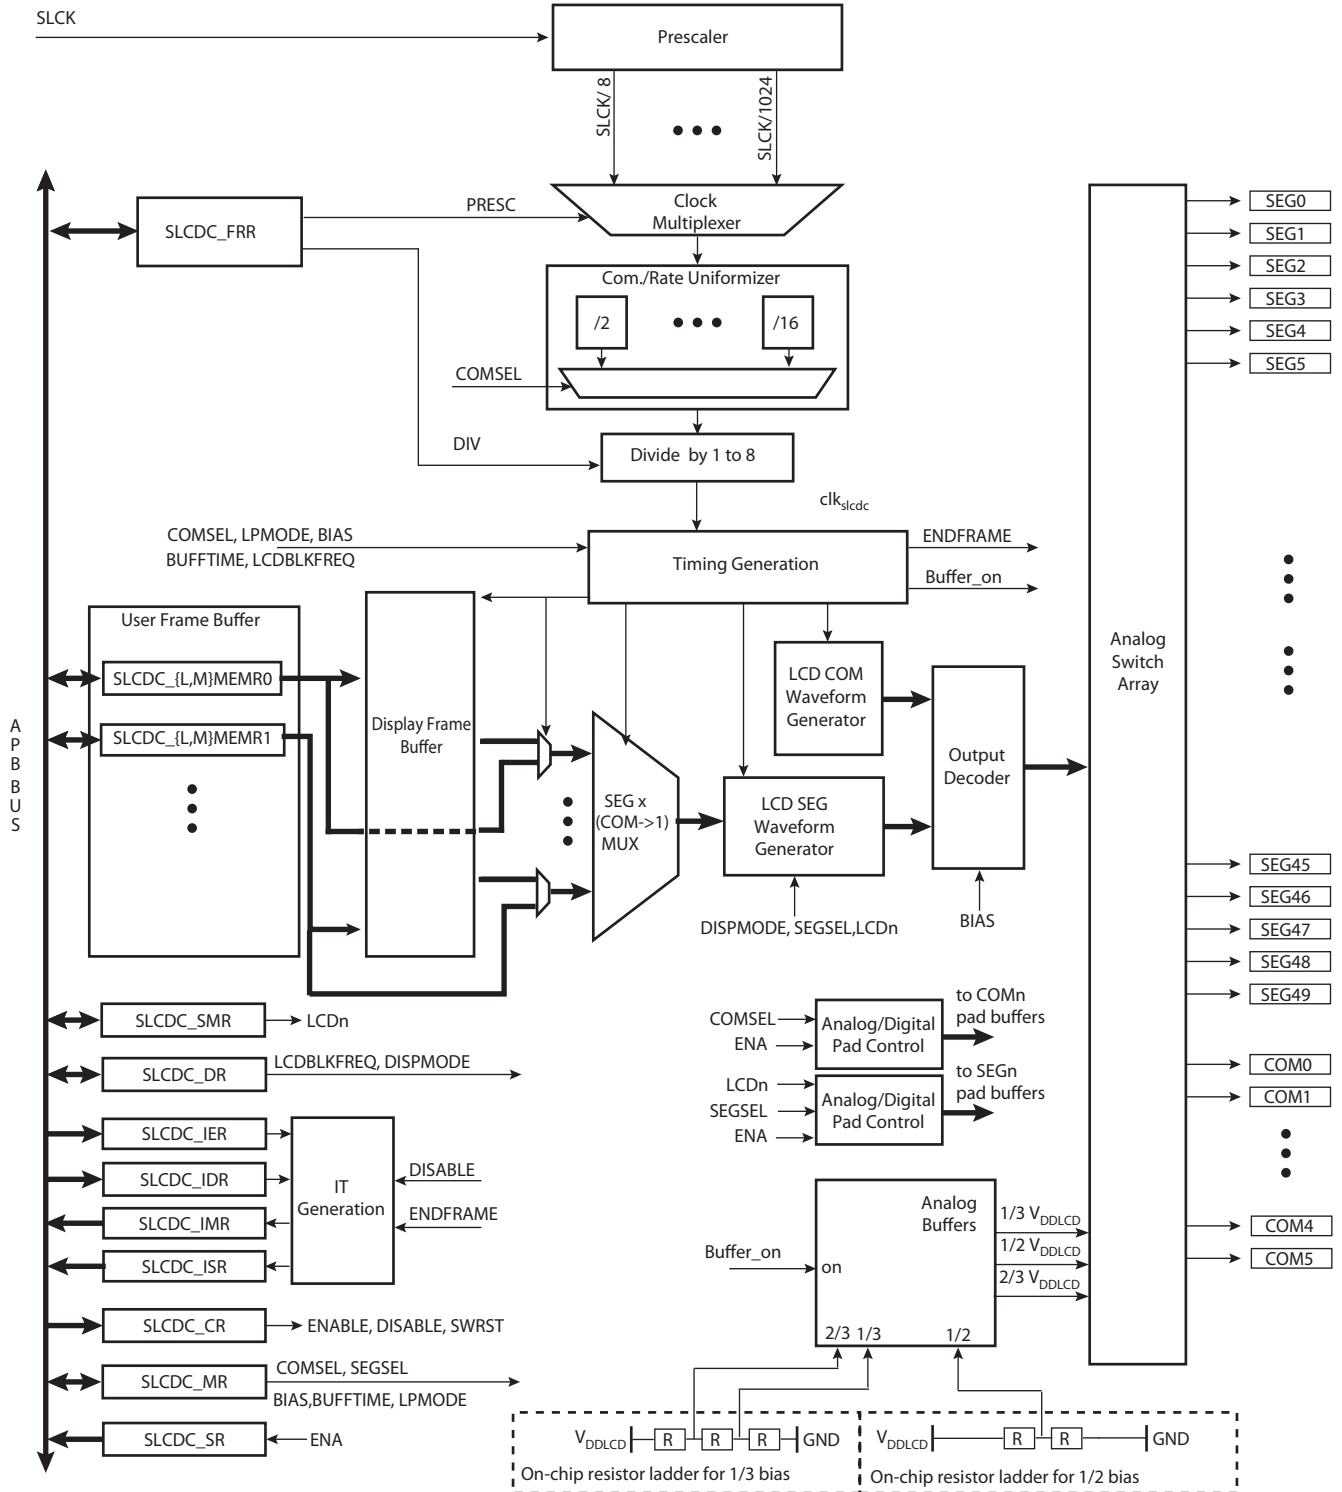 SLCK
Prescaler
SLCK/ 8
SLCK/1024
PRESC
Clock
Multiplexer
SLCDC_FRR
Com./Rate Uniformizer
/2
/16
COMSEL
DIV
Divide by 1 to 8
clkslcdc
COMSEL, LPMODE, BIAS
BUFFTIME, LCDBLKFREQ
Timing Generation
ENDFRAME
Buffer_on
User Frame Buffer
SLCDC_{L,M}MEMR0
SLCDC_{L,M}MEMR1
Display Frame
Buffer
SEG x
(COM->1)
MUX
LCD COM
Waveform
Generator
LCD SEG
Waveform
Generator
DISPMODE, SEGSEL,LCDn
Output
Decoder
BIAS
Analog
Switch
Array
APB BUS
SEG0
SEG1
SEG2
SEG3
SEG4
SEG5
SEG45
SEG46
SEG47
SEG48
SEG49
COM0
COM1
COM4
COM5
SLCDC_SMR
LCDn
SLCDC_DR
LCDBLKFREQ, DISPMODE
SLCDC_IER
SLCDC_IDR
SLCDC_IMR
SLCDC_ISR
IT
Generation
DISABLE
ENDFRAME
SLCDC_CR
ENABLE, DISABLE, SWRST
SLCDC_MR
COMSEL, SEGSEL
BIAS,BUFFTIME, LPMODE
SLCDC_SR
ENA
COMSEL
ENA
Analog/Digital
Pad Control
to COMn
pad buffers
LCDn
SEGSEL
ENA
Analog/Digital
Pad Control
to SEGn
pad buffers
Analog
Buffers
Buffer_on
on
2/3 1/3
1/2
1/3 VDDLCD
1/2 VDDLCD
2/3 VDDLCD
VDDLCD
R
R
R
GND
On-chip resistor ladder for 1/3 bias
VDDLCD
R
R
GND
On-chip resistor ladder for 1/2 bias